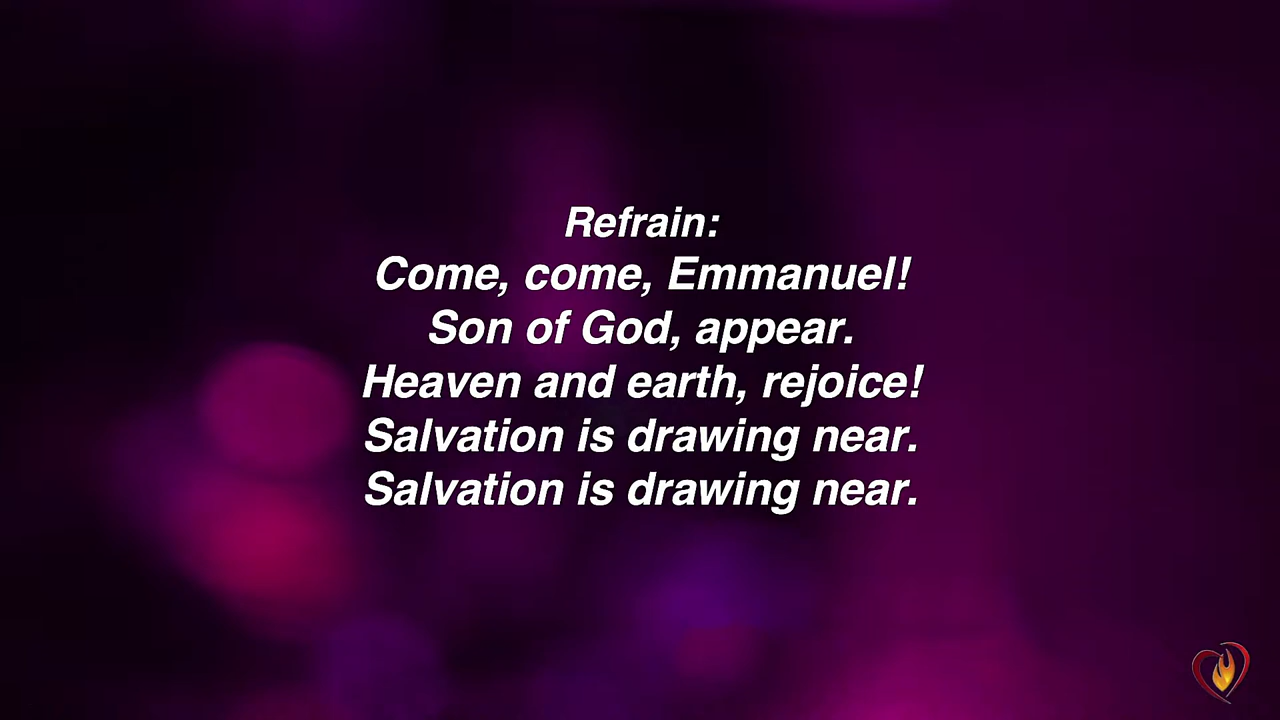 Refrain:
Come, come, Emmanuel!
Son of God, appear.
Heaven and earth, rejoice!
Salvation is drawing near.
Salvation is drawing near.